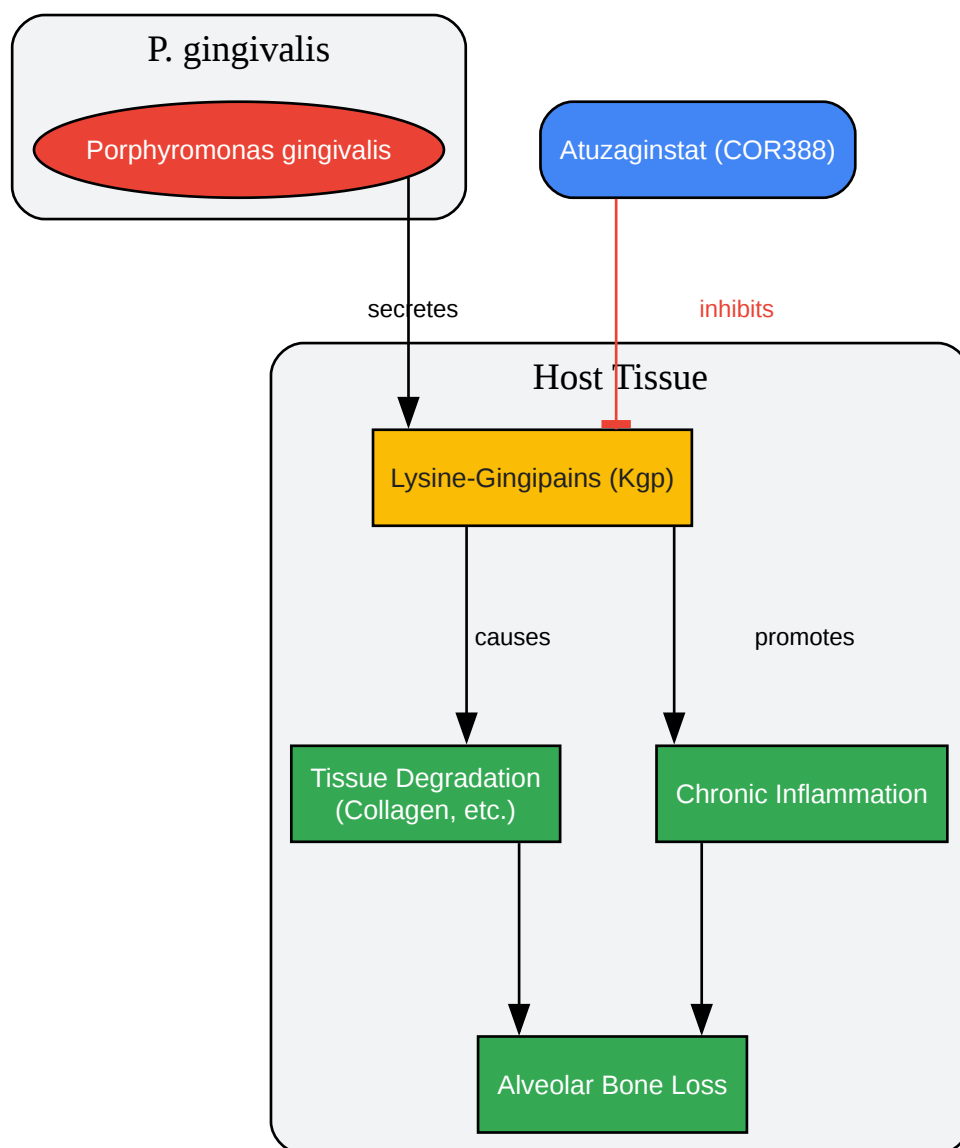 P. gingivalis
Porphyromonas gingivalis
Atuzaginstat (COR388)
secretes
inhibits
Host Tissue
Lysine-Gingipains (Kgp)
causes
promotes
Tissue Degradation
(Collagen, etc.)
Chronic Inflammation
Alveolar Bone Loss